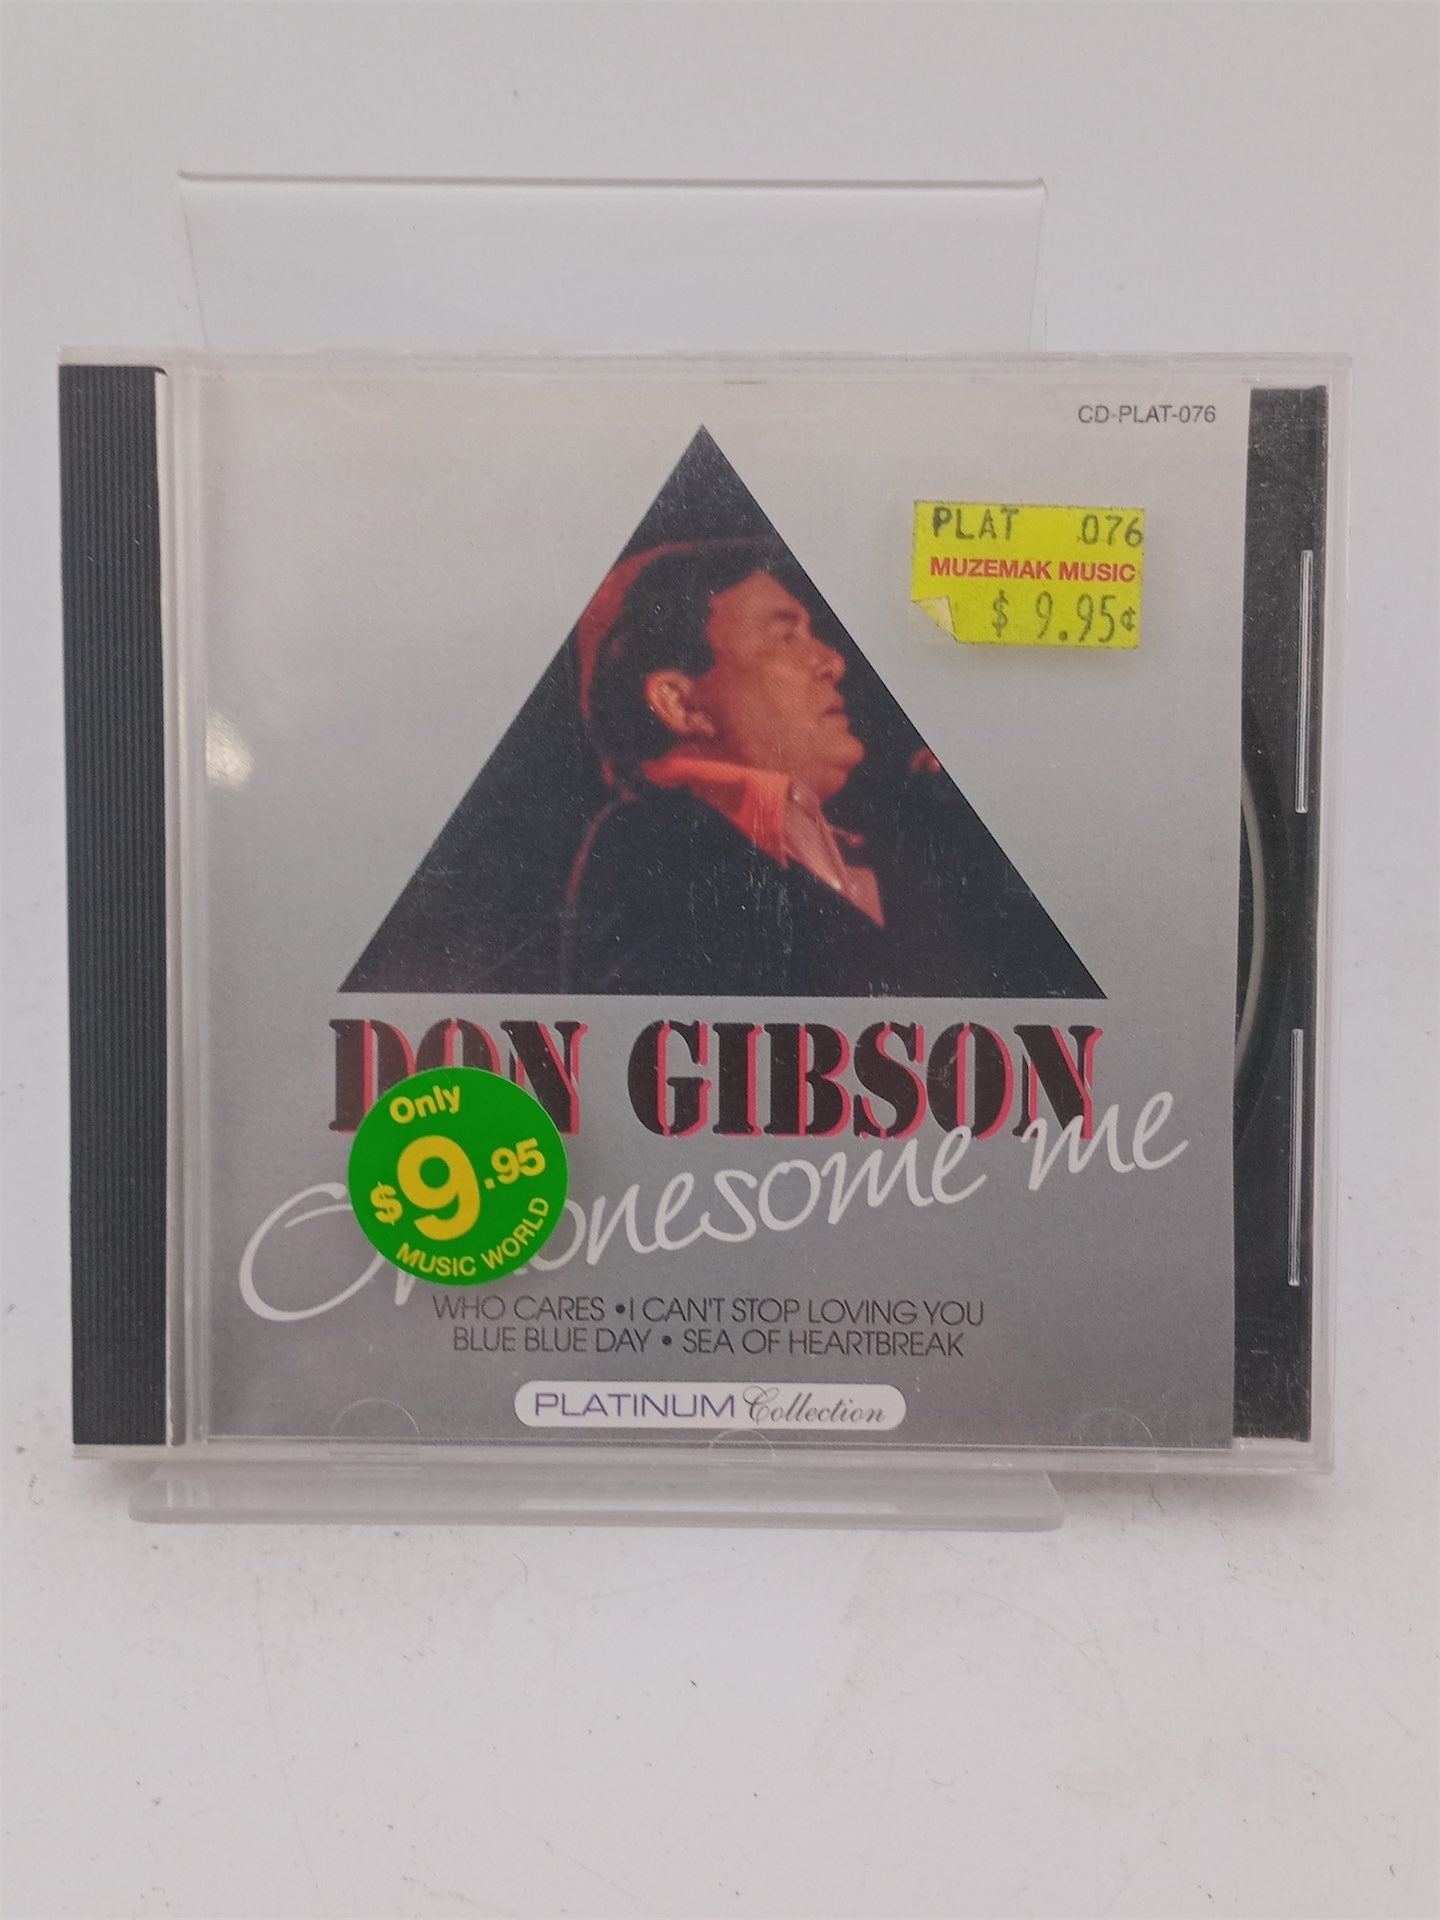 CD-PLAT-076
PLAT 076
MUZEMAK MUSIC
$ 9.95¢
DON GIBSON
me
Only
$9.95
MUSIC WORLD
WHO CARES • I CAN'T STOP LOVING YOU
BLUE BLUE DAY • SEA OF HEARTBREAK
PLATINUM Collection